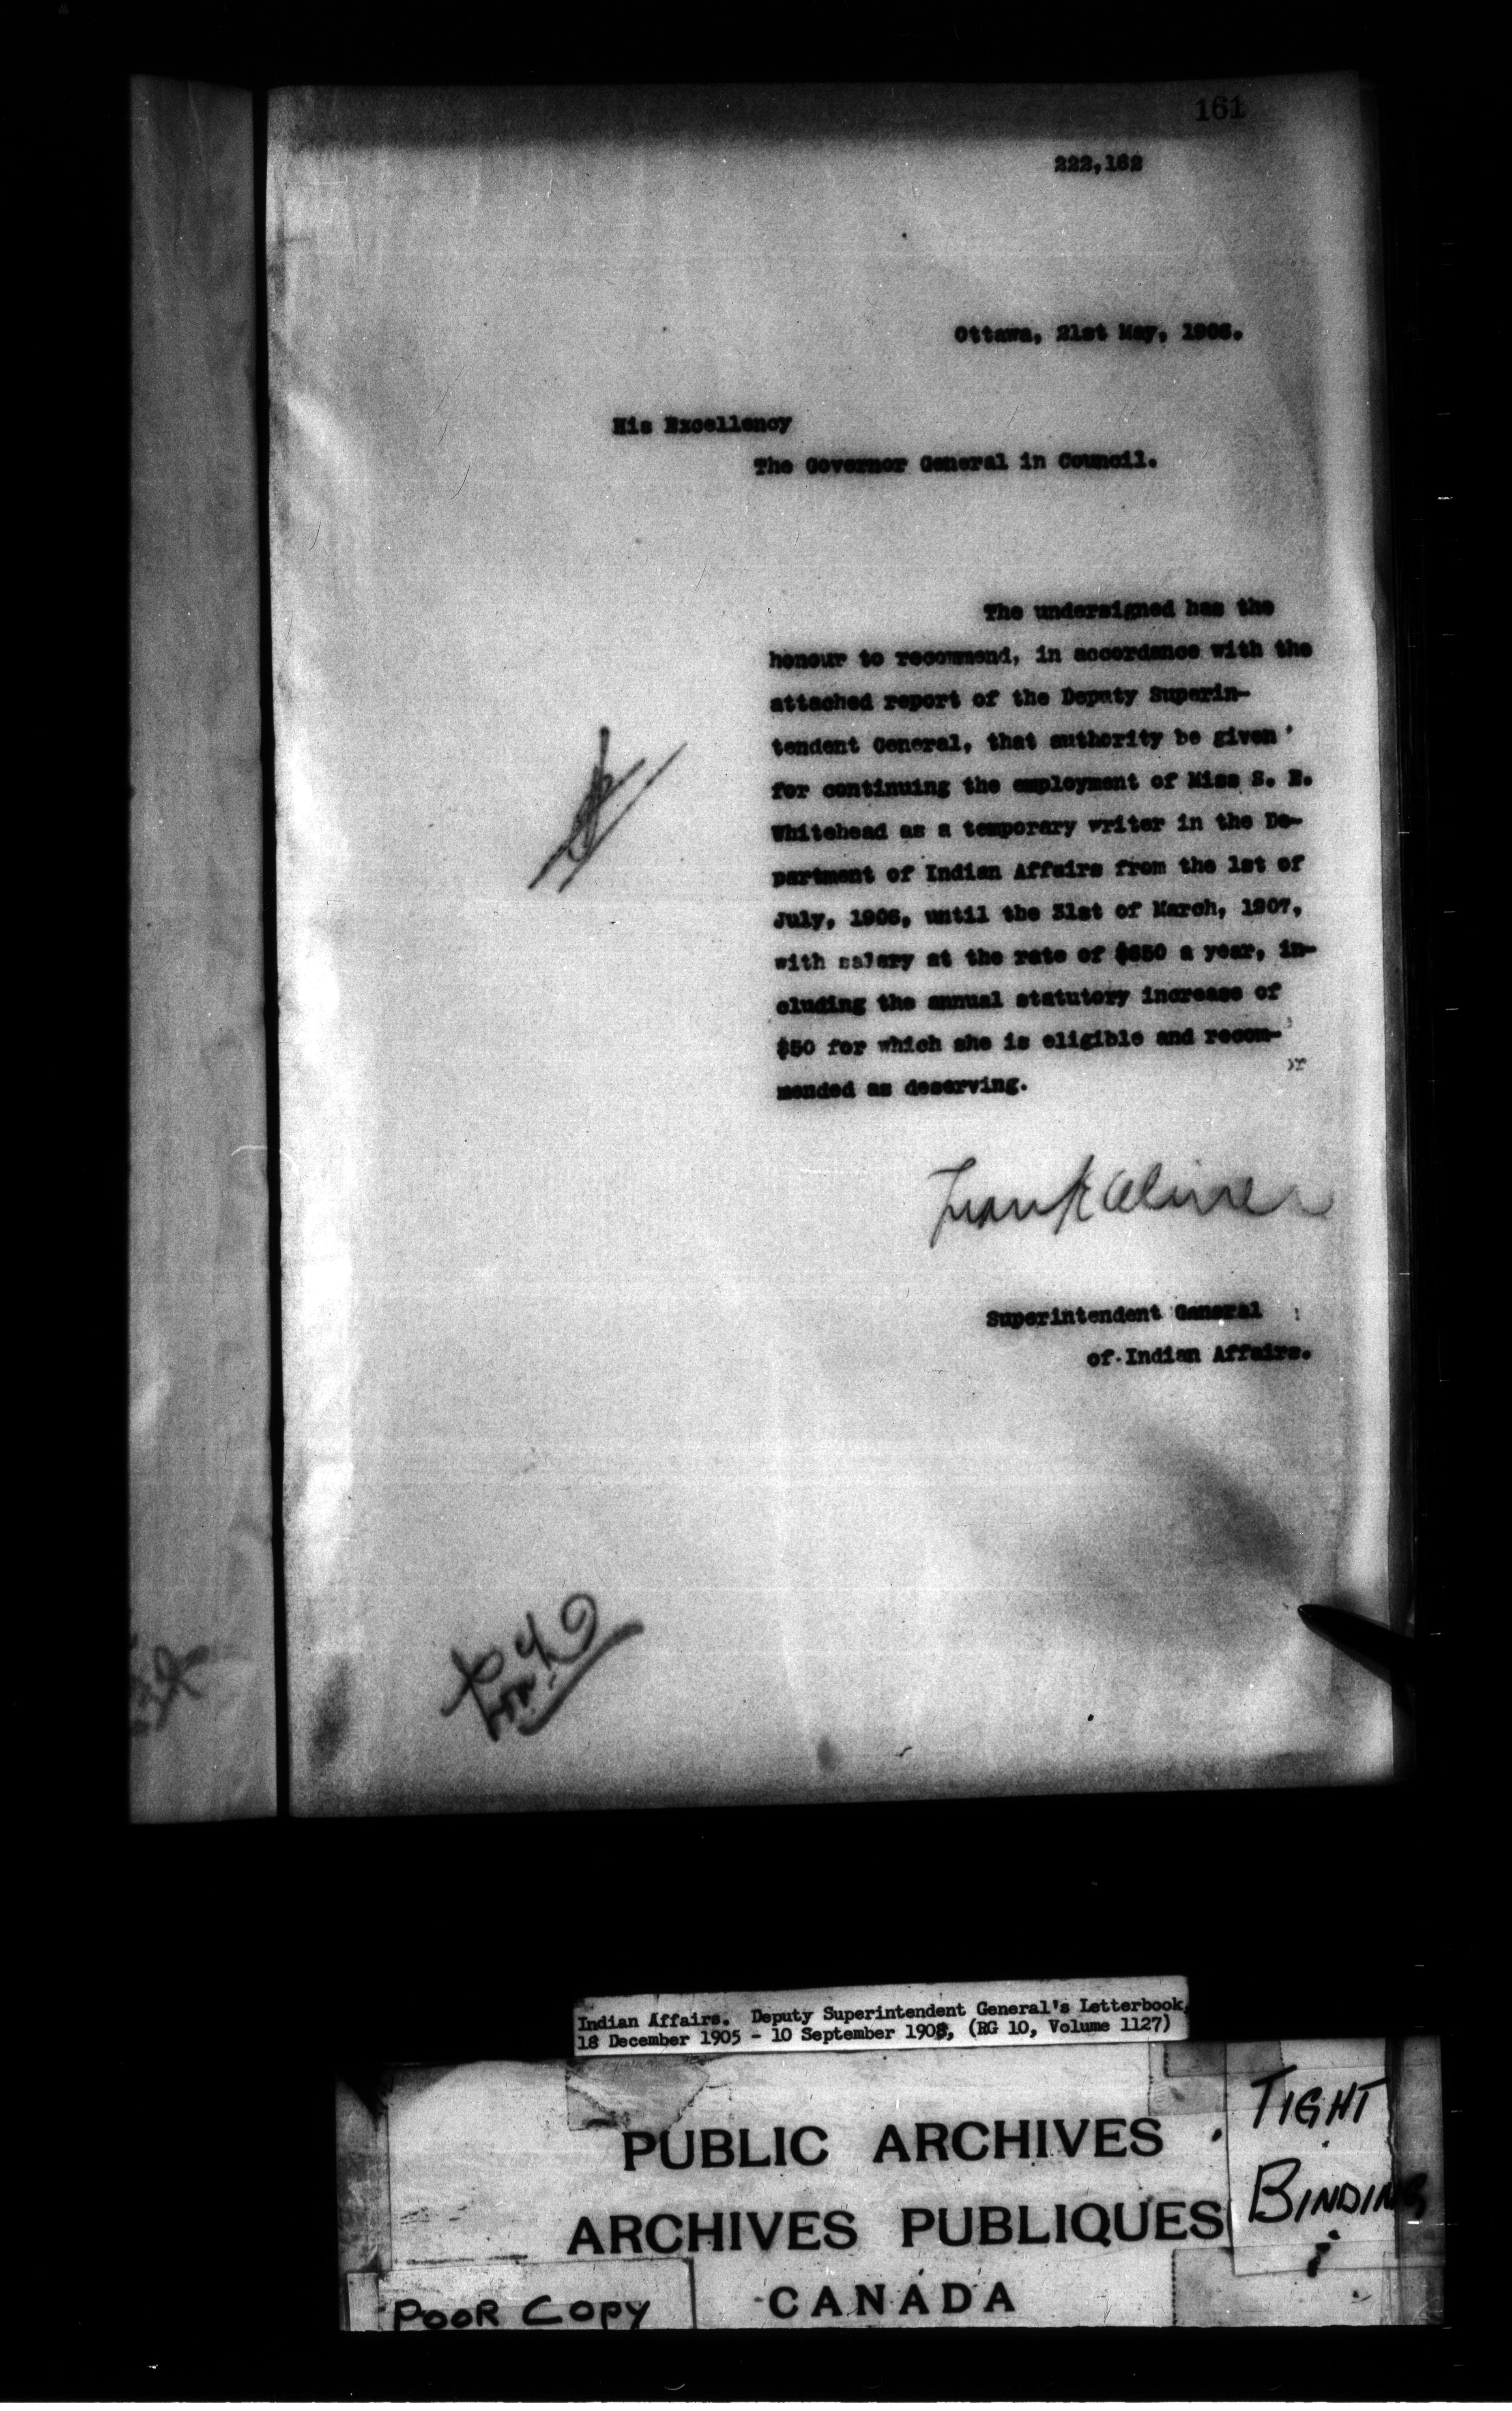 161
222,162
Ottawa, 21st May, 1906.
His Excellency
The Governor General in Council.
The undersigned has the
honour to recommend, in accordance with the
attached report of the Deputy Superin-
tendent General, that authority be given
for continuing the employment of Miss S. E.
Whitehead as a temporary writer in the De-
partment of Indian Affairs from the 1st of
July, 1906, until the 31st of March, 1907,
with salary at the rate of $650 a year, in-
cluding the annual statutory increase of
$50 for which she is eligible and recom-
mended as deserving.
Frank Oliver
Superintendent General
of Indian Affairs.
Indian Affairs. Deputy Superintendent General's Letterbook,
18 December 1905 - 10 September 1908, (RG 10, Volume 1127)
PUBLIC ARCHIVES
ARCHIVES PUBLIQUES
CANADA
TIGHT
BINDING
POOR COPY